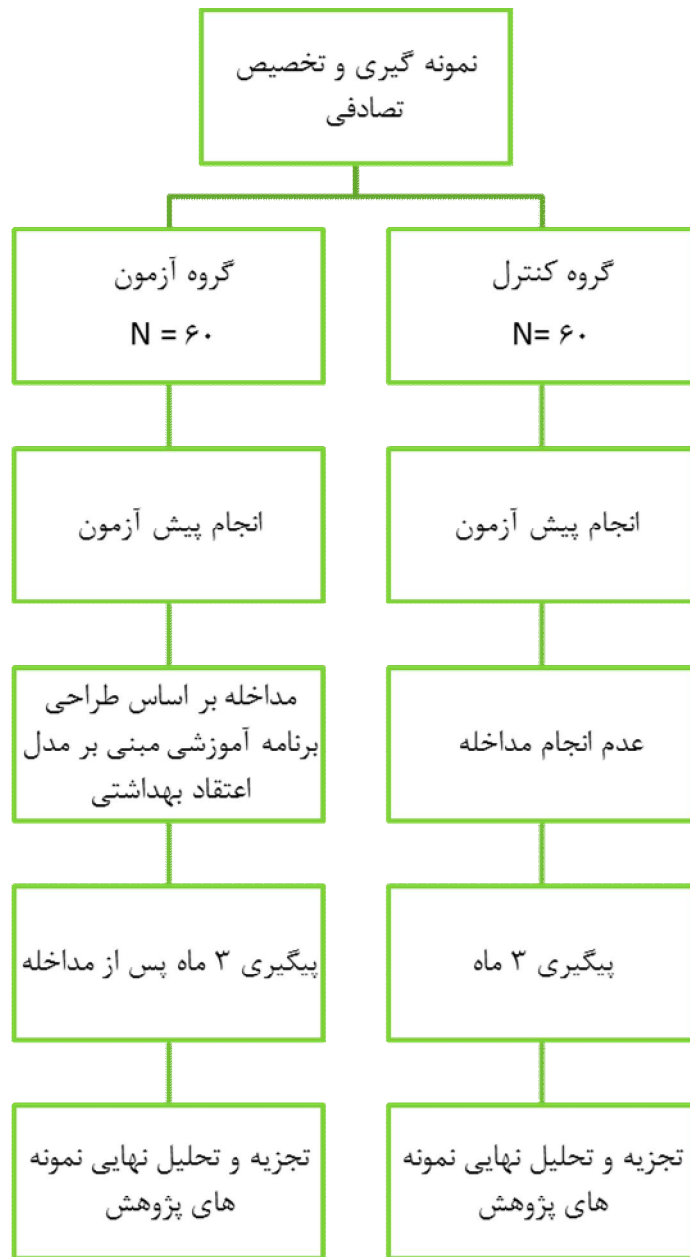 نمونه گیری و تخصیص
تصادفی
گروه کنترل
N= ۶۰
گروه آزمون
N = ۶۰
انجام پیش آزمون
انجام پیش آزمون
عدم انجام مداخله
مداخله بر اساس طراحی
برنامه آموزشی مبنی بر مدل
اعتقاد بهداشتی
پیگیری ۳ ماه
پیگیری ۳ ماه پس از مداخله
تجزیه و تحلیل نهایی نمونه
های پژوهش
تجزیه و تحلیل نهایی نمونه
های پژوهش